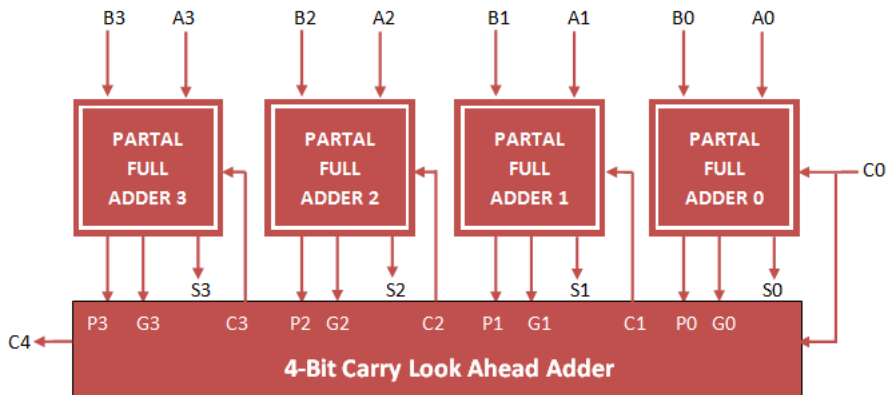 B3 A3 B2 A2 B1 A1 B0 A0
PARTAL
FULL
ADDER 3
PARTAL
FULL
ADDER 2
PARTAL
FULL
ADDER 1
PARTAL
FULL
ADDER 0
C0
S3 S2 S1 S0
P3 G3 C3 P2 G2 C2 P1 G1 C1 P0 G0
C4
4-Bit Carry Look Ahead Adder